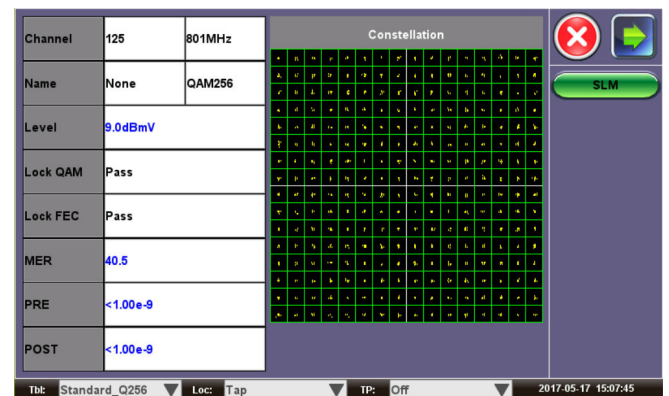 Channel 125 801MHz
Constellation
Name None QAM256
SLM
Level 9.0dBmV
Lock QAM Pass
Lock FEC Pass
MER 40.5
PRE <1.00e-9
POST <1.00e-9
Tbl: Standard_Q256 Loc: Tap TP: Off 2017-05-17 15:07:45